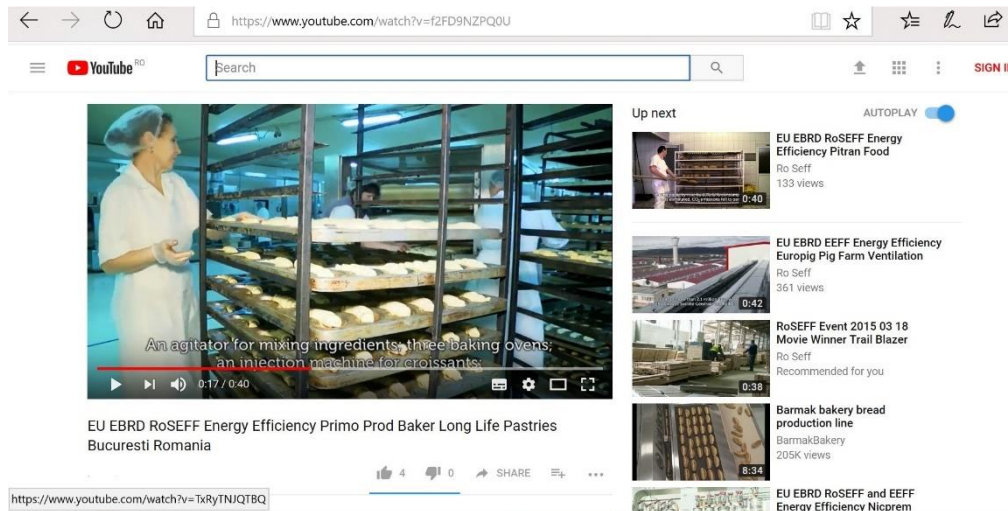 https://www.youtube.com/watch?v=f2FD9NZPQ0U
YouTube RO
Search
SIGN I
An agitator for mixing ingredients; three baking ovens;
an injection machine for croissants;
0:17 / 0:40
EU EBRD RoSEFF Energy Efficiency Primo Prod Baker Long Life Pastries
Bucuresti Romania
4
0
SHARE
https://www.youtube.com/watch?v=TxRyTNJQTBQ
Up next
AUTOPLAY
EU EBRD RoSEFF Energy
Efficiency Pitran Food
Ro Seff
133 views
0:40
EU EBRD EEFF Energy Efficiency
Europig Pig Farm Ventilation
Ro Seff
361 views
0:42
RoSEFF Event 2015 03 18
Movie Winner Trail Blazer
Ro Seff
Recommended for you
0:38
Barmak bakery bread
production line
BarmakBakery
205K views
8:34
EU EBRD RoSEFF and EEFF
Energy Efficiency Nicprem